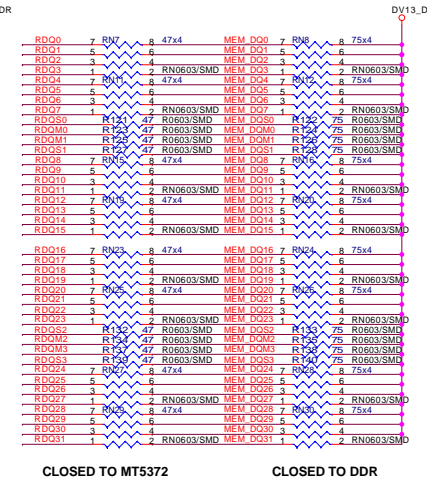 DR DV13_D
RDQ0 7 RN7 8 47x4 MEM_DQ0 7 RN8 8 75x4
RDQ1 5 6 MEM_DQ1 5 6
RDQ2 3 4 MEM_DQ2 3 4
RDQ3 1 2 RN0603/SMD MEM_DQ3 1 2 RN0603/SMD
RDQ4 7 RN11 8 47x4 MEM_DQ4 7 RN12 8 75x4
RDQ5 5 6 MEM_DQ5 5 6
RDQ6 3 4 MEM_DQ6 3 4
RDQ7 1 2 RN0603/SMD MEM_DQ7 1 2 RN0603/SMD
RDQS0 R121 47 R0603/SMD MEM_DQS0 R122 75 R0603/SMD
RDQM0 R123 47 R0603/SMD MEM_DQM0 R124 75 R0603/SMD
RDQM1 R125 47 R0603/SMD MEM_DQM1 R126 75 R0603/SMD
RDQS1 R127 47 R0603/SMD MEM_DQS1 R128 75 R0603/SMD
RDQ8 7 RN15 8 47x4 MEM_DQ8 7 RN16 8 75x4
RDQ9 5 6 MEM_DQ9 5 6
RDQ10 3 4 MEM_DQ10 3 4
RDQ11 1 2 RN0603/SMD MEM_DQ11 1 2 RN0603/SMD
RDQ12 7 RN19 8 47x4 MEM_DQ12 7 RN20 8 75x4
RDQ13 5 6 MEM_DQ13 5 6
RDQ14 3 4 MEM_DQ14 3 4
RDQ15 1 2 RN0603/SMD MEM_DQ15 1 2 RN0603/SMD
RDQ16 7 RN23 8 47x4 MEM_DQ16 7 RN24 8 75x4
RDQ17 5 6 MEM_DQ17 5 6
RDQ18 3 4 MEM_DQ18 3 4
RDQ19 1 2 RN0603/SMD MEM_DQ19 1 2 RN0603/SMD
RDQ20 7 RN25 8 47x4 MEM_DQ20 7 RN26 8 75x4
RDQ21 5 6 MEM_DQ21 5 6
RDQ22 3 4 MEM_DQ22 3 4
RDQ23 1 2 RN0603/SMD MEM_DQ23 1 2 RN0603/SMD
RDQS2 R132 47 R0603/SMD MEM_DQS2 R133 75 R0603/SMD
RDQM2 R134 47 R0603/SMD MEM_DQM2 R135 75 R0603/SMD
RDQM3 R137 47 R0603/SMD MEM_DQM3 R138 75 R0603/SMD
RDQS3 R139 47 R0603/SMD MEM_DQS3 R140 75 R0603/SMD
RDQ24 7 RN27 8 47x4 MEM_DQ24 7 RN28 8 75x4
RDQ25 5 6 MEM_DQ25 5 6
RDQ26 3 4 MEM_DQ26 3 4
RDQ27 1 2 RN0603/SMD MEM_DQ27 1 2 RN0603/SMD
RDQ28 7 RN29 8 47x4 MEM_DQ28 7 RN30 8 75x4
RDQ29 5 6 MEM_DQ29 5 6
RDQ30 3 4 MEM_DQ30 3 4
RDQ31 1 2 RN0603/SMD MEM_DQ31 1 2 RN0603/SMD
CLOSED TO MT5372 CLOSED TO DDR